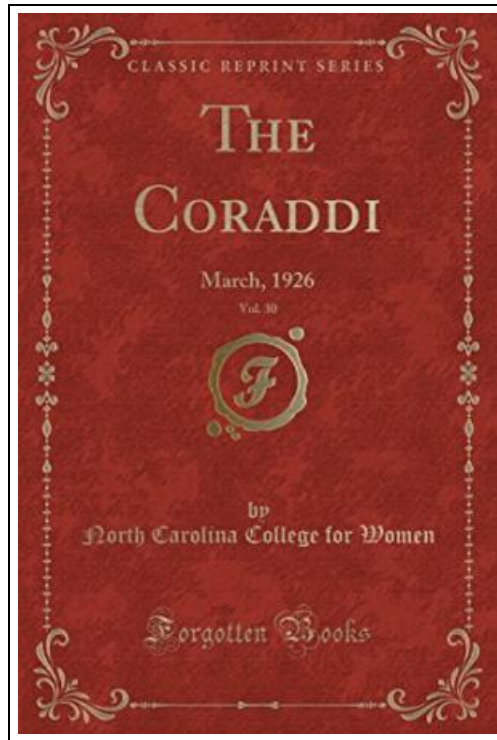 CLASSIC REPRINT SERIES
THE
CORADDI
March, 1926
Vol. 30
F
by
North Carolina College for Women
Forgotten Books